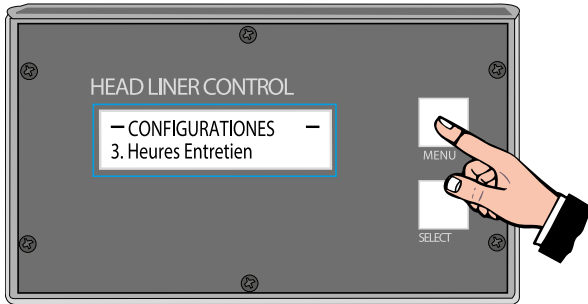 HEAD LINER CONTROL
– CONFIGURATIONES –
3. Heures Entretien
MENU
SELECT